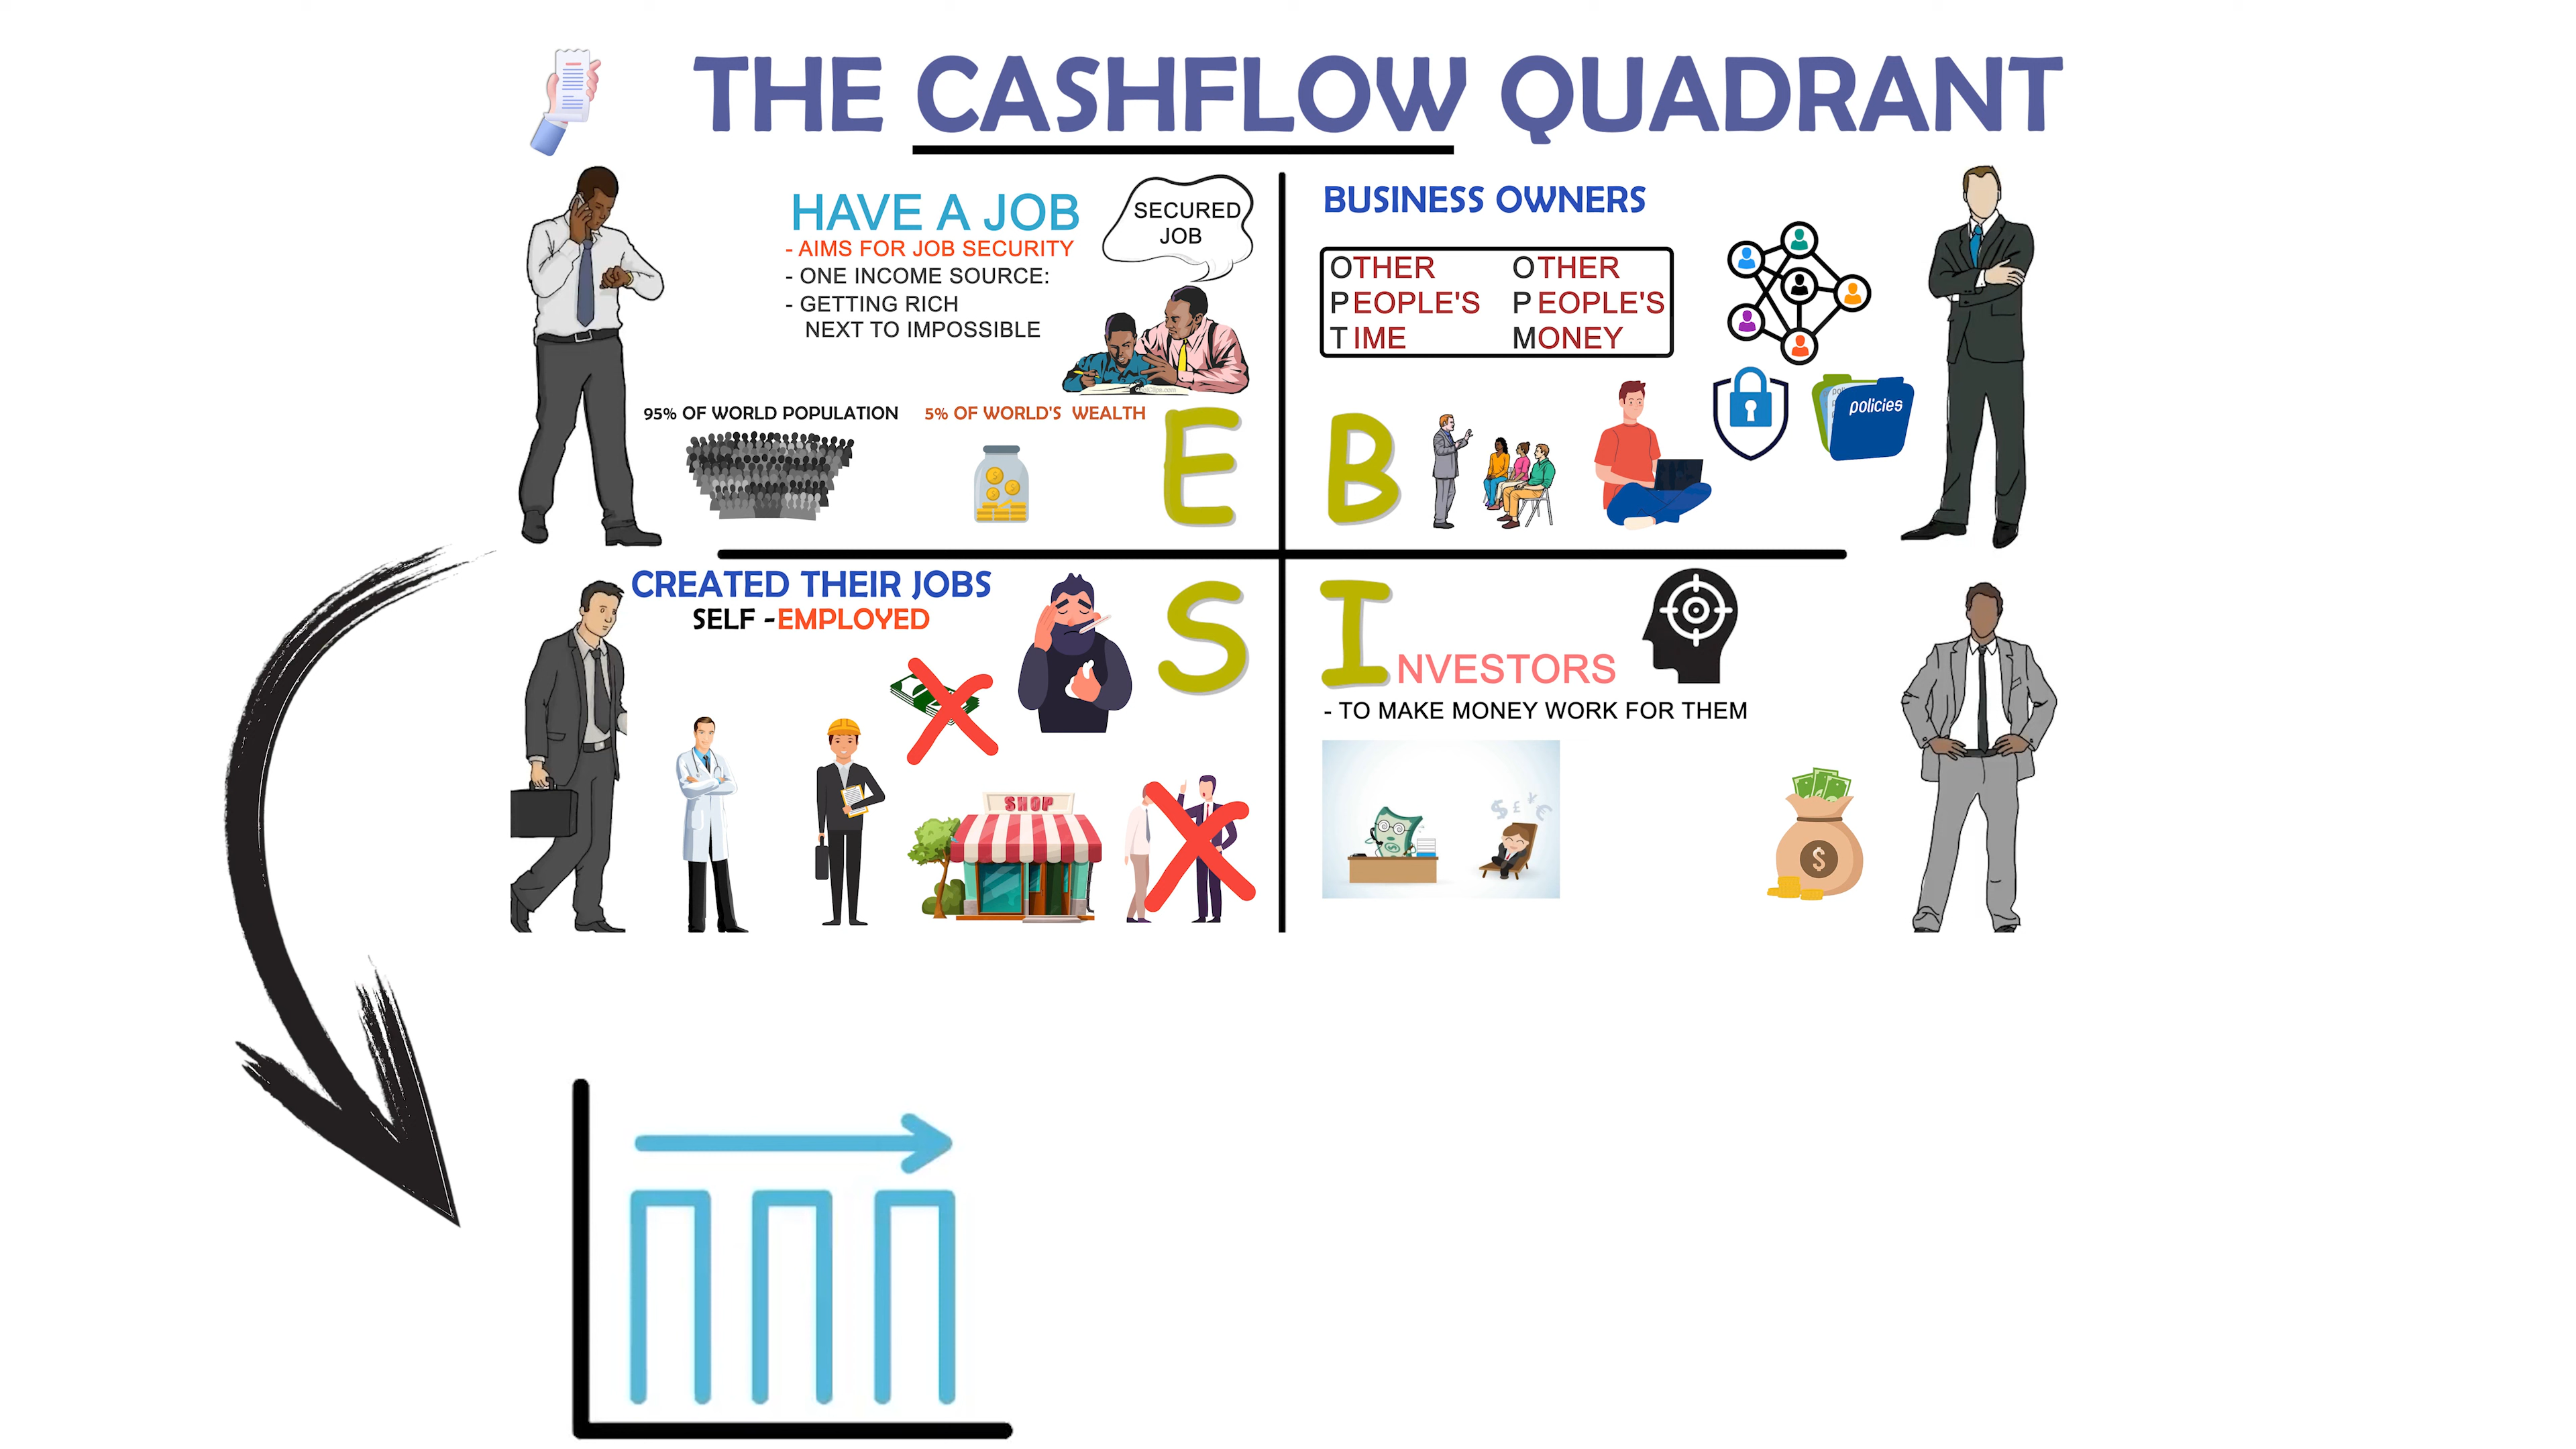 THE CASHFLOW QUADRANT
HAVE A JOB
- AIMS FOR JOB SECURITY
- ONE INCOME SOURCE:
- GETTING RICH
NEXT TO IMPOSSIBLE
SECURED
JOB
95% OF WORLD POPULATION
5% OF WORLD'S WEALTH
E
BUSINESS OWNERS
OTHER OTHER
PEOPLE'S PEOPLE'S
TIME MONEY
B
policies
CREATED THEIR JOBS
SELF -EMPLOYED
S
SHOP
INVESTORS
- TO MAKE MONEY WORK FOR THEM
$ £ ¥ €
$